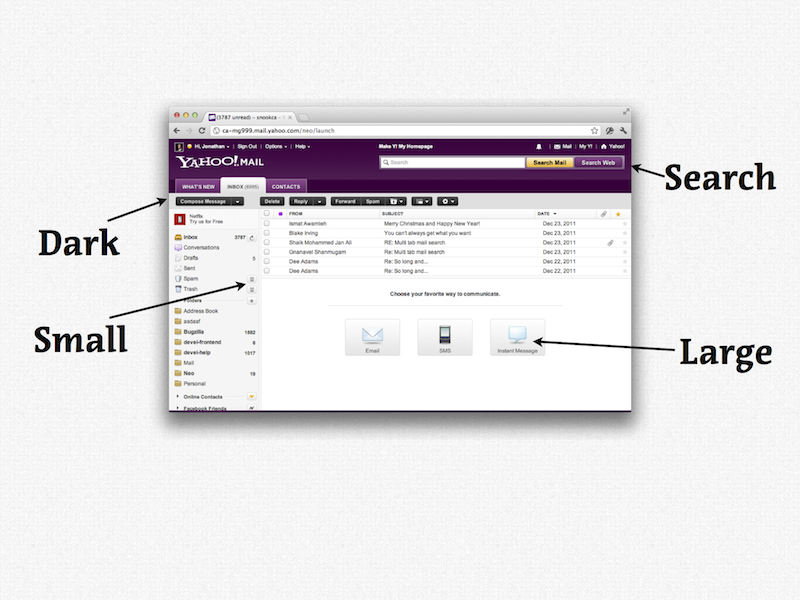 (3787 unread) - snookca - Y
ca-mg999.mail.yahoo.com/neo/launch
Hi, Jonathan Sign Out Options Help Make Y! My Homepage Mail My Y! Yahoo!
YAHOO! MAIL Search Search Mail Search Web
Search
WHAT'S NEW INBOX (6985) CONTACTS
Compose Message Delete Reply Forward Spam
Dark
Netflix
Try us for Free
FROM SUBJECT DATE
Ismat Awamleh Merry Christmas and Happy New Year! Dec 23, 2011
Blake Irving You can't always get what you want Dec 23, 2011
Shaik Mohammed Jan Ali RE: Multi tab mail search Dec 23, 2011
Gnanavel Shanmugam Re: Multi tab mail search Dec 23, 2011
Dee Adams Re: So long and... Dec 22, 2011
Dee Adams Re: So long and... Dec 22, 2011
Inbox 3787
Conversations
Drafts 5
Sent
Spam
Trash
Folders
Address Book
Bugzilla 1882
devel-frontend 6
devel-help 1017
Mail
Neo 19
Personal
Online Contacts
Facebook Friends
Small
Choose your favorite way to communicate.
Email SMS Instant Message
Large